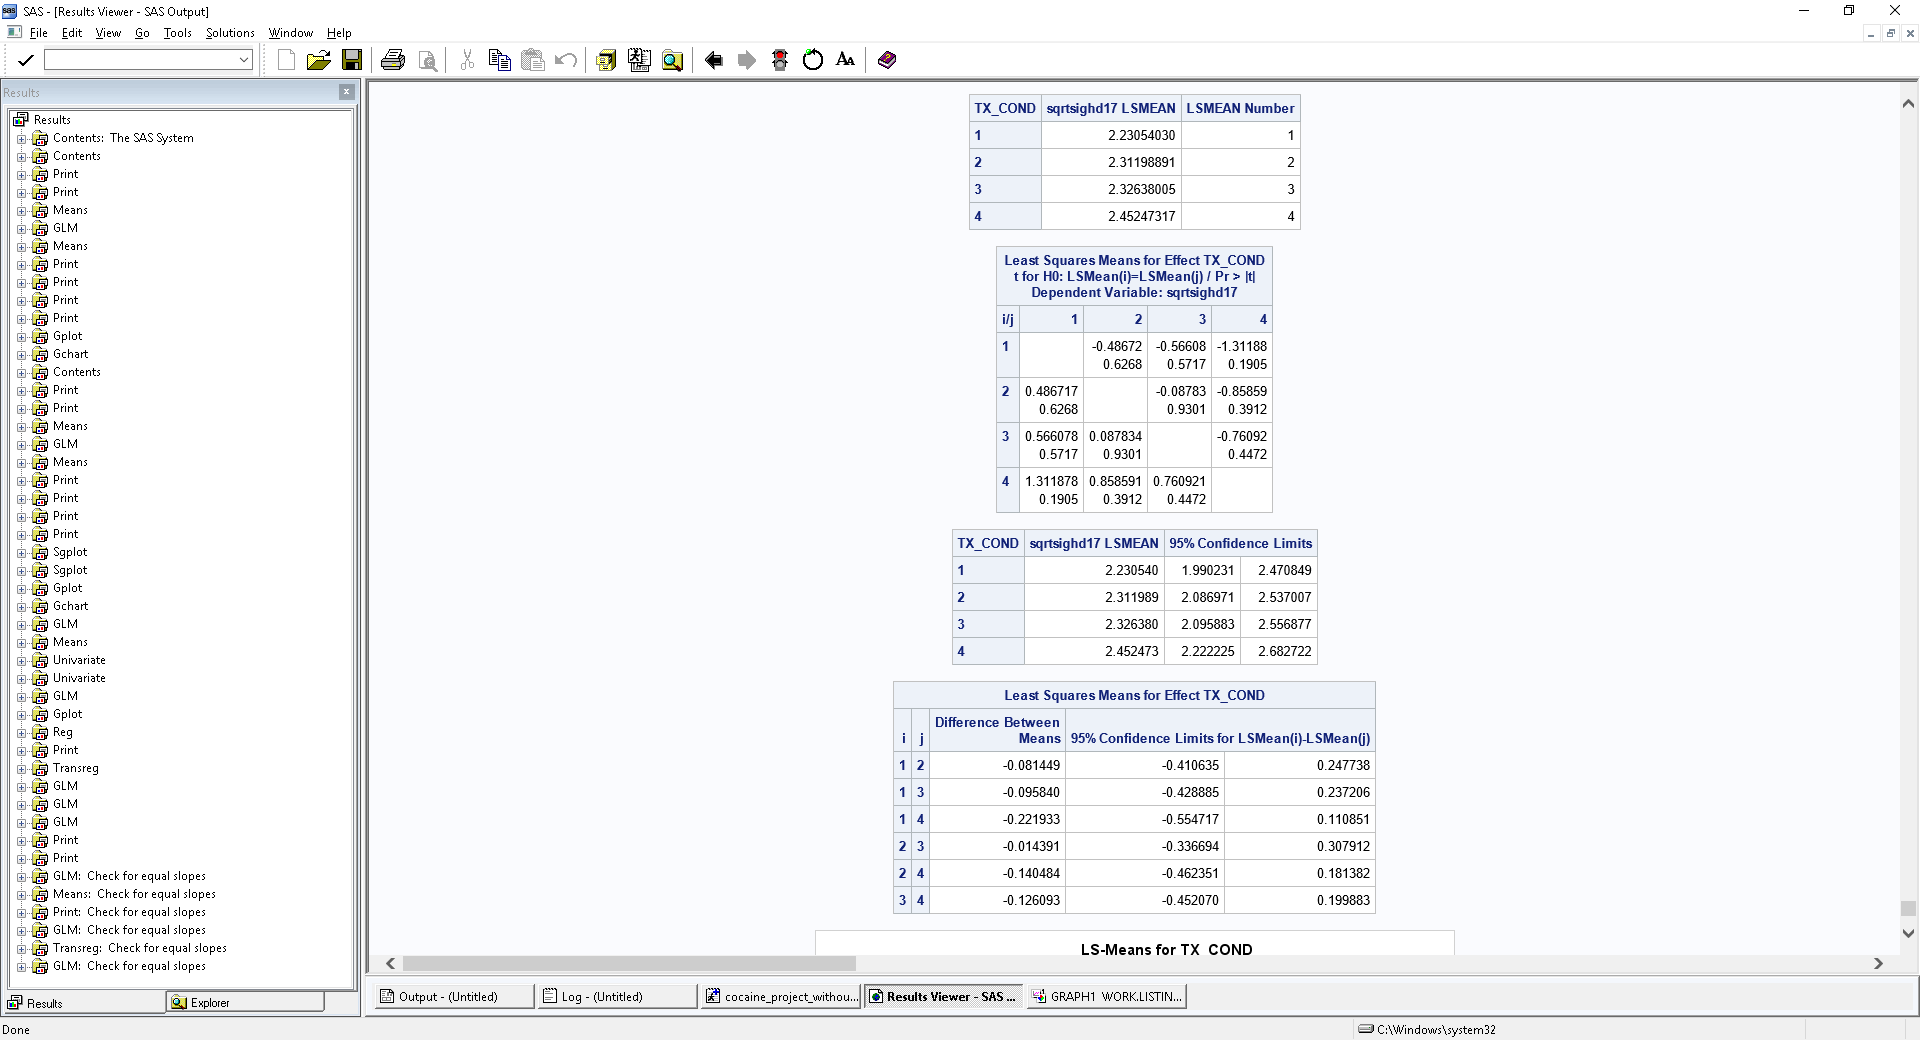 SAS - [Results Viewer - SAS Output]
File Edit View Go Tools Solutions Window Help
Results
Results
Contents: The SAS System
Contents
Print
Print
Means
GLM
Means
Print
Print
Print
Print
Gplot
Gchart
Contents
Print
Print
Means
GLM
Means
Print
Print
Print
Print
Sgplot
Sgplot
Gplot
Gchart
GLM
Means
Univariate
Univariate
GLM
Gplot
Reg
Print
Transreg
GLM
GLM
GLM
Print
Print
GLM: Check for equal slopes
Means: Check for equal slopes
Print: Check for equal slopes
GLM: Check for equal slopes
Transreg: Check for equal slopes
GLM: Check for equal slopes
Results Explorer
TX_COND sqrtsighd17 LSMEAN LSMEAN Number
1 2.23054030 1
2 2.31198891 2
3 2.32638005 3
4 2.45247317 4
Least Squares Means for Effect TX_COND
t for H0: LSMean(i)=LSMean(j) / Pr > |t|
Dependent Variable: sqrtsighd17
i/j 1 2 3 4
1 -0.48672 -0.56608 -1.31188
0.6268 0.5717 0.1905
2 0.486717 -0.08783 -0.85859
0.6268 0.9301 0.3912
3 0.566078 0.087834 -0.76092
0.5717 0.9301 0.4472
4 1.311878 0.858591 0.760921
0.1905 0.3912 0.4472
TX_COND sqrtsighd17 LSMEAN 95% Confidence Limits
1 2.230540 1.990231 2.470849
2 2.311989 2.086971 2.537007
3 2.326380 2.095883 2.556877
4 2.452473 2.222225 2.682722
Least Squares Means for Effect TX_COND
Difference Between
i j Means 95% Confidence Limits for LSMean(i)-LSMean(j)
1 2 -0.081449 -0.410635 0.247738
1 3 -0.095840 -0.428885 0.237206
1 4 -0.221933 -0.554717 0.110851
2 3 -0.014391 -0.336694 0.307912
2 4 -0.140484 -0.462351 0.181382
3 4 -0.126093 -0.452070 0.199883
LS-Means for TX_COND
Output - (Untitled) Log - (Untitled) cocaine_project_withou... Results Viewer - SAS ... GRAPH1 WORK.LISTIN...
Done C:\Windows\system32